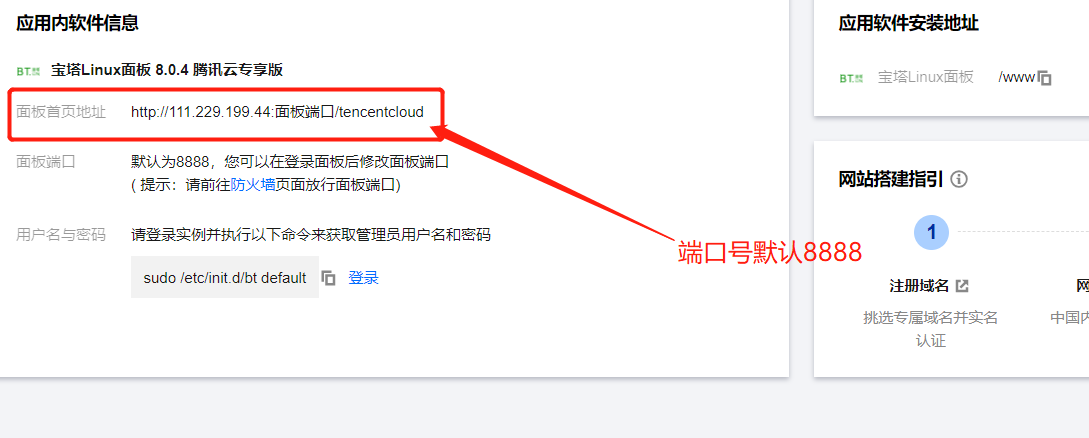 应用内软件信息
宝塔Linux面板 8.0.4 腾讯云专享版
面板首页地址 http://111.229.199.44:面板端口/tencentcloud
面板端口 默认为8888，您可以在登录面板后修改面板端口
( 提示：请前往防火墙页面放行面板端口)
用户名与密码 请登录实例并执行以下命令来获取管理员用户名和密码
sudo /etc/init.d/bt default 登录
端口号默认8888
应用软件安装地址
宝塔Linux面板 /www
网站搭建指引
1
注册域名
挑选专属域名并实名
认证
网
中国内